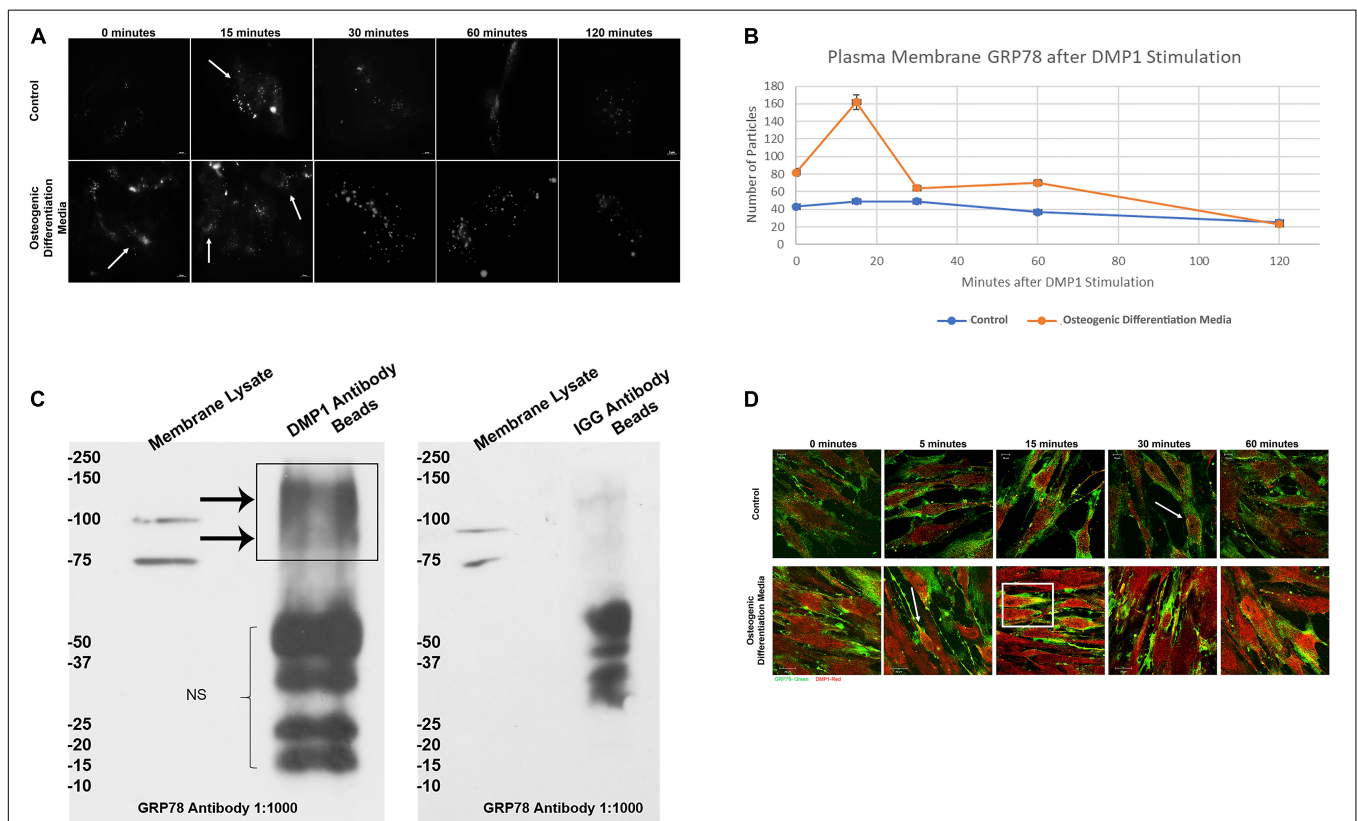 A
0 minutes 15 minutes 30 minutes 60 minutes 120 minutes
Control
Osteogenic
Differentiation
Media
B
Plasma Membrane GRP78 after DMP1 Stimulation
Number of Particles
180
160
140
120
100
80
60
40
20
0
0 20 40 60 80 100 120
Minutes after DMP1 Stimulation
Control Osteogenic Differentiation Media
C
Membrane Lysate
DMP1 Antibody
Beads
-250
-150
-100
-75
-50
-37
-25
-20
-15
-10
NS
GRP78 Antibody 1:1000
Membrane Lysate
IGG Antibody
Beads
-250
-150
-100
-75
-50
-37
-25
-20
-15
-10
GRP78 Antibody 1:1000
D
0 minutes 5 minutes 15 minutes 30 minutes 60 minutes
Control
Osteogenic
Differentiation Media
GRP78- Green DMP1-Red